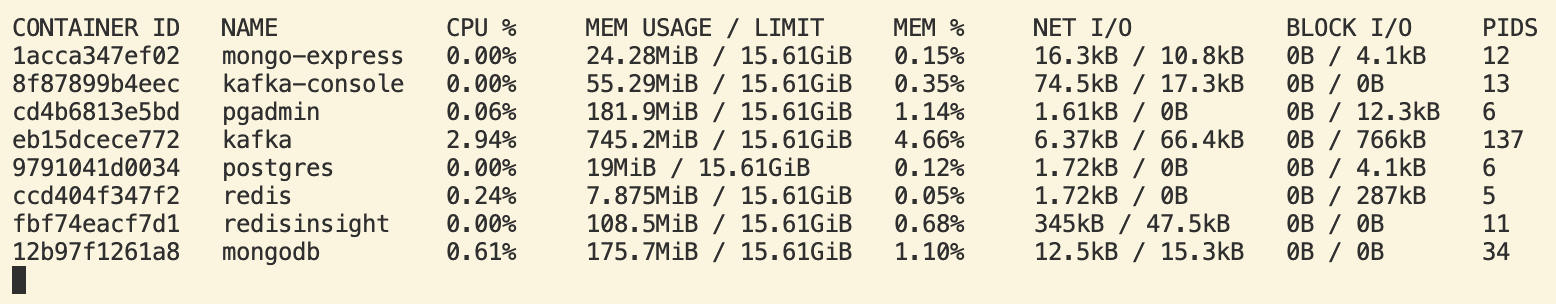 CONTAINER ID   NAME            CPU %     MEM USAGE / LIMIT    MEM %     NET I/O           BLOCK I/O     PIDS
1acca347ef02   mongo-express   0.00%     24.28MiB / 15.61GiB  0.15%     16.3kB / 10.8kB   0B / 4.1kB    12
8f87899b4eec   kafka-console   0.00%     55.29MiB / 15.61GiB  0.35%     74.5kB / 17.3kB   0B / 0B       13
cd4b6813e5bd   pgadmin         0.06%     181.9MiB / 15.61GiB  1.14%     1.61kB / 0B       0B / 12.3kB   6
eb15dcece772   kafka           2.94%     745.2MiB / 15.61GiB  4.66%     6.37kB / 66.4kB   0B / 766kB    137
9791041d0034   postgres        0.00%     19MiB / 15.61GiB     0.12%     1.72kB / 0B       0B / 4.1kB    6
ccd404f347f2   redis           0.24%     7.875MiB / 15.61GiB  0.05%     1.72kB / 0B       0B / 287kB    5
fbf74eacf7d1   redisinsight    0.00%     108.5MiB / 15.61GiB  0.68%     345kB / 47.5kB    0B / 0B       11
12b97f1261a8   mongodb         0.61%     175.7MiB / 15.61GiB  1.10%     12.5kB / 15.3kB   0B / 0B       34